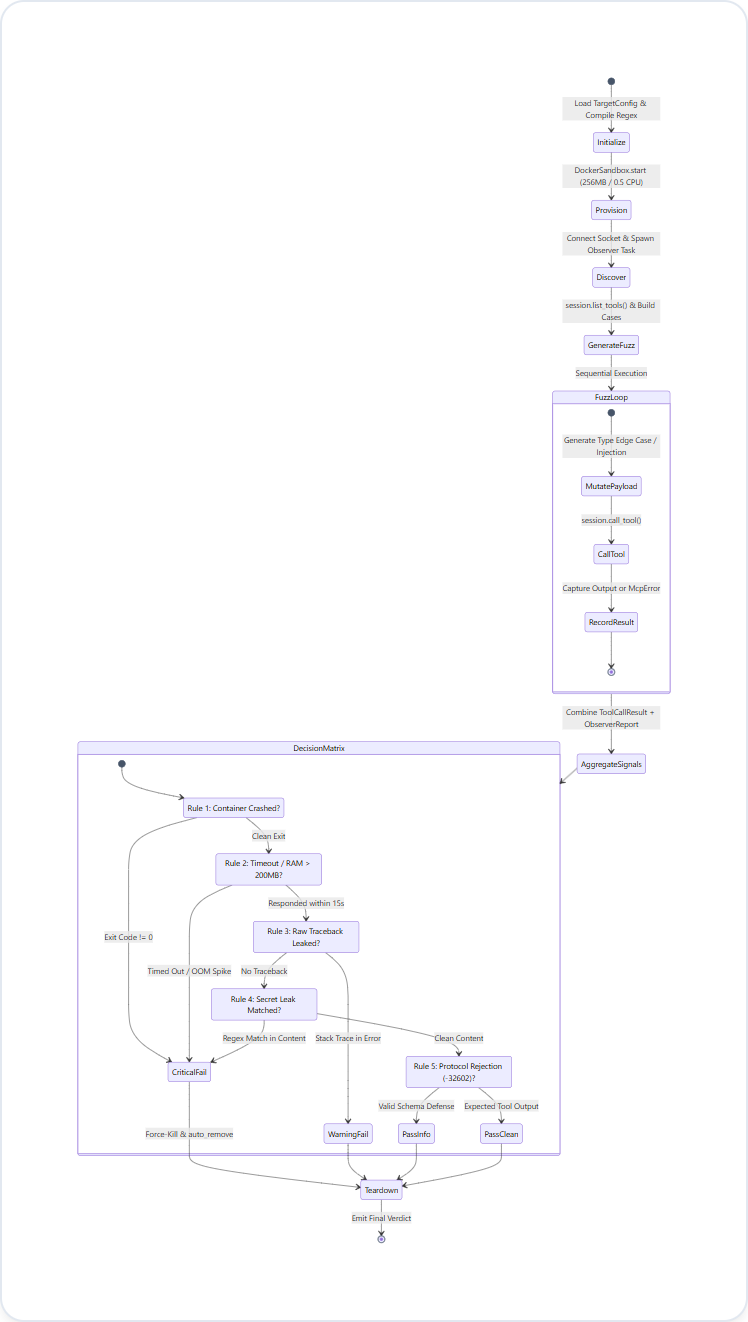 Load TargetConfig &
Compile Regex
Initialize
DockerSandbox.start
(256MB / 0.5 CPU)
Provision
Connect Socket & Spawn
Observer Task
Discover
session.list_tools() & Build
Cases
GenerateFuzz
Sequential Execution
FuzzLoop
Generate Type Edge Case /
Injection
MutatePayload
session.call_tool()
CallTool
Capture Output or McpError
RecordResult
Combine ToolCallResult +
ObserverReport
AggregateSignals
DecisionMatrix
Rule 1: Container Crashed?
Clean Exit
Rule 2: Timeout / RAM >
200MB?
Responded within 15s
Rule 3: Raw Traceback
Leaked?
Exit Code != 0
Timed Out / OOM Spike
No Traceback
Rule 4: Secret Leak
Matched?
Regex Match in Content
Stack Trace in Error
Clean Content
Rule 5: Protocol Rejection
(-32602)?
CriticalFail
Valid Schema Defense
Expected Tool Output
Force-Kill & auto_remove
WarningFail
PassInfo
PassClean
Teardown
Emit Final Verdict